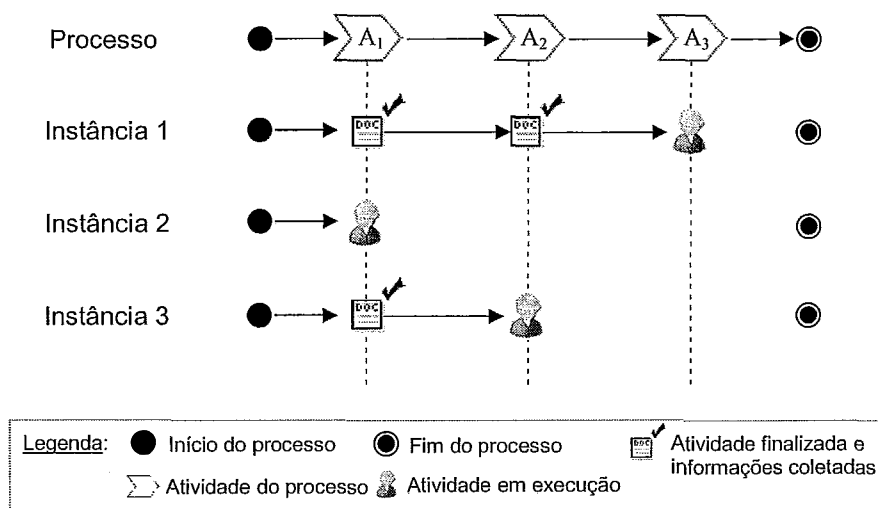 Processo A1 A2 A3
Instância 1 DOC DOC
Instância 2
Instância 3 DOC
Legenda: Início do processo Fim do processo Atividade finalizada e
informações coletadas
Atividade do processo Atividade em execução